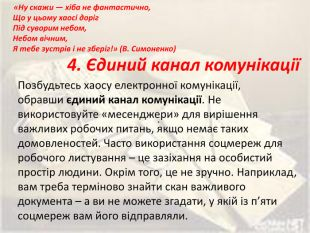 «Ну скажи — хіба не фантастично,
Що у цьому хаосі доріг
Під суворим небом,
Небом вічним,
Я тебе зустрів і не зберіг!» (В. Симоненко)
4. Єдиний канал комунікації
Позбудьтесь хаосу електронної комунікації,
обравши єдиний канал комунікації. Не
використовуйте «месенджери» для вирішення
важливих робочих питань, якщо немає таких
домовленостей. Часто використання соцмереж для
робочого листування – це зазіхання на особистий
простір людини. Окрім того, це не зручно. Наприклад,
вам треба терміново знайти скан важливого
документа – а ви не можете згадати, у якій із п’яти
соцмереж вам його відправляли.